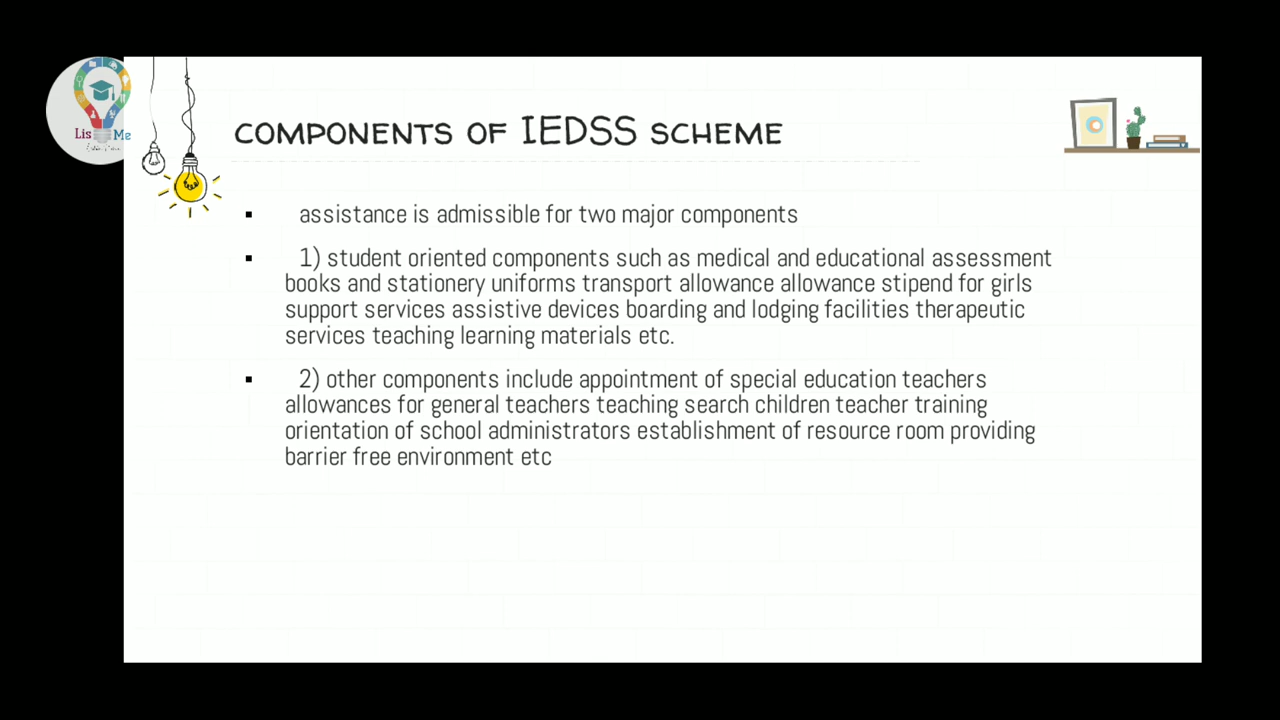 Lis Me
COMPONENTS OF IEDSS SCHEME
assistance is admissible for two major components
1) student oriented components such as medical and educational assessment
books and stationery uniforms transport allowance allowance stipend for girls
support services assistive devices boarding and lodging facilities therapeutic
services teaching learning materials etc.
2) other components include appointment of special education teachers
allowances for general teachers teaching search children teacher training
orientation of school administrators establishment of resource room providing
barrier free environment etc